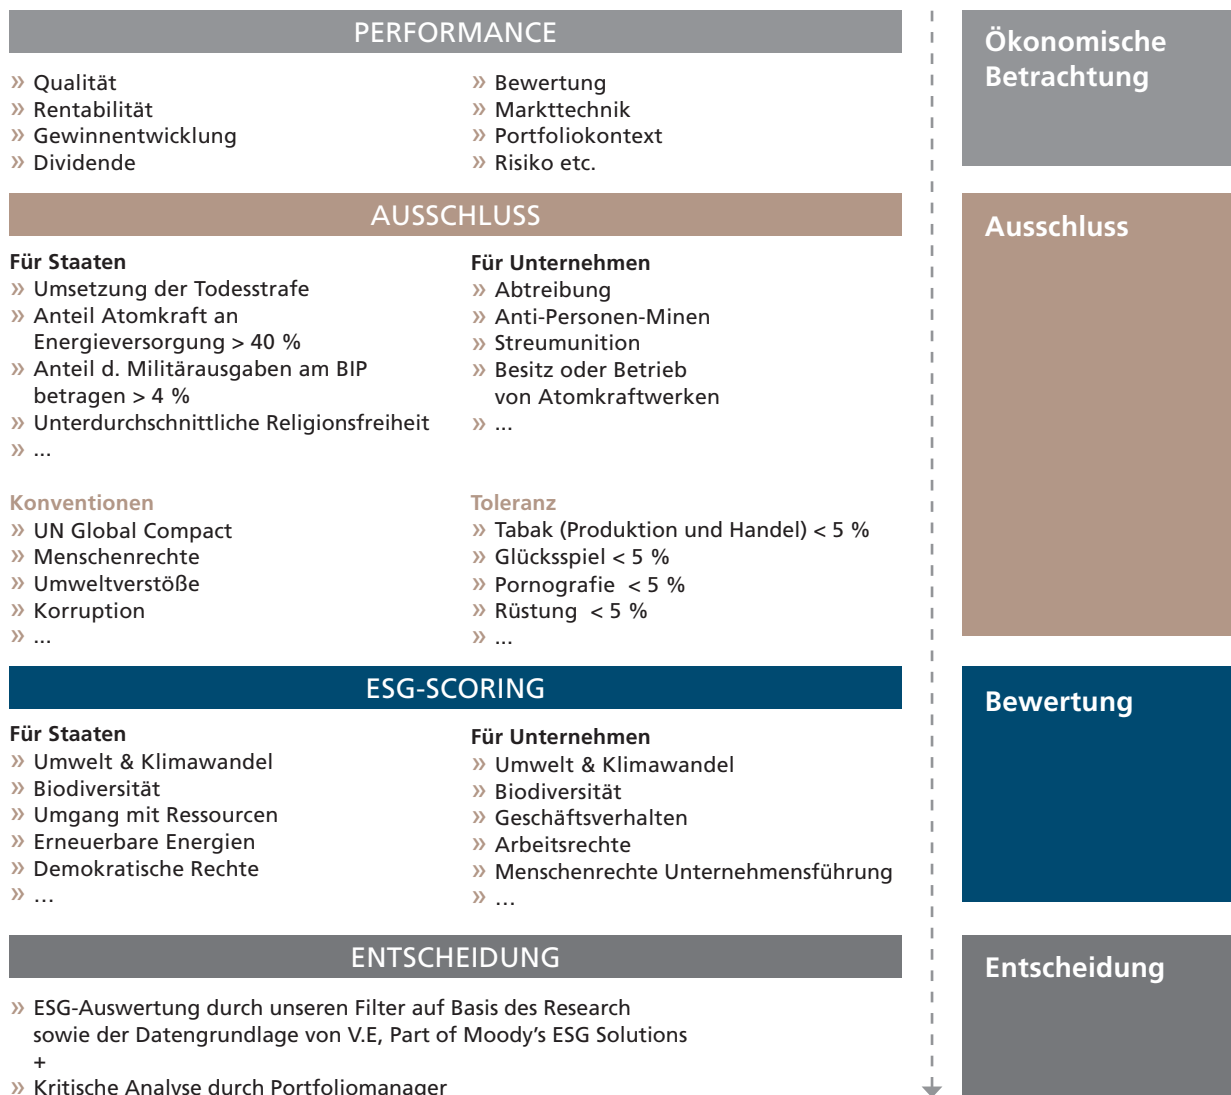 PERFORMANCE
» Qualität
» Rentabilität
» Gewinnentwicklung
» Dividende
» Bewertung
» Markttechnik
» Portfoliokontext
» Risiko etc.
Ökonomische
Betrachtung
AUSSCHLUSS
Für Staaten
» Umsetzung der Todesstrafe
» Anteil Atomkraft an
Energieversorgung > 40 %
» Anteil d. Militärausgaben am BIP
betragen > 4 %
» Unterdurchschnittliche Religionsfreiheit
» ...
Für Unternehmen
» Abtreibung
» Anti-Personen-Minen
» Streumunition
» Besitz oder Betrieb
von Atomkraftwerken
» ...
Konventionen
» UN Global Compact
» Menschenrechte
» Umweltverstöße
» Korruption
» ...
Toleranz
» Tabak (Produktion und Handel) < 5 %
» Glücksspiel < 5 %
» Pornografie < 5 %
» Rüstung < 5 %
» ...
Ausschluss
ESG-SCORING
Für Staaten
» Umwelt & Klimawandel
» Biodiversität
» Umgang mit Ressourcen
» Erneuerbare Energien
» Demokratische Rechte
» ...
Für Unternehmen
» Umwelt & Klimawandel
» Biodiversität
» Geschäftsverhalten
» Arbeitsrechte
» Menschenrechte Unternehmensführung
» ...
Bewertung
ENTSCHEIDUNG
» ESG-Auswertung durch unseren Filter auf Basis des Research
sowie der Datengrundlage von V.E, Part of Moody’s ESG Solutions
+
» Kritische Analyse durch Portfoliomanager
Entscheidung